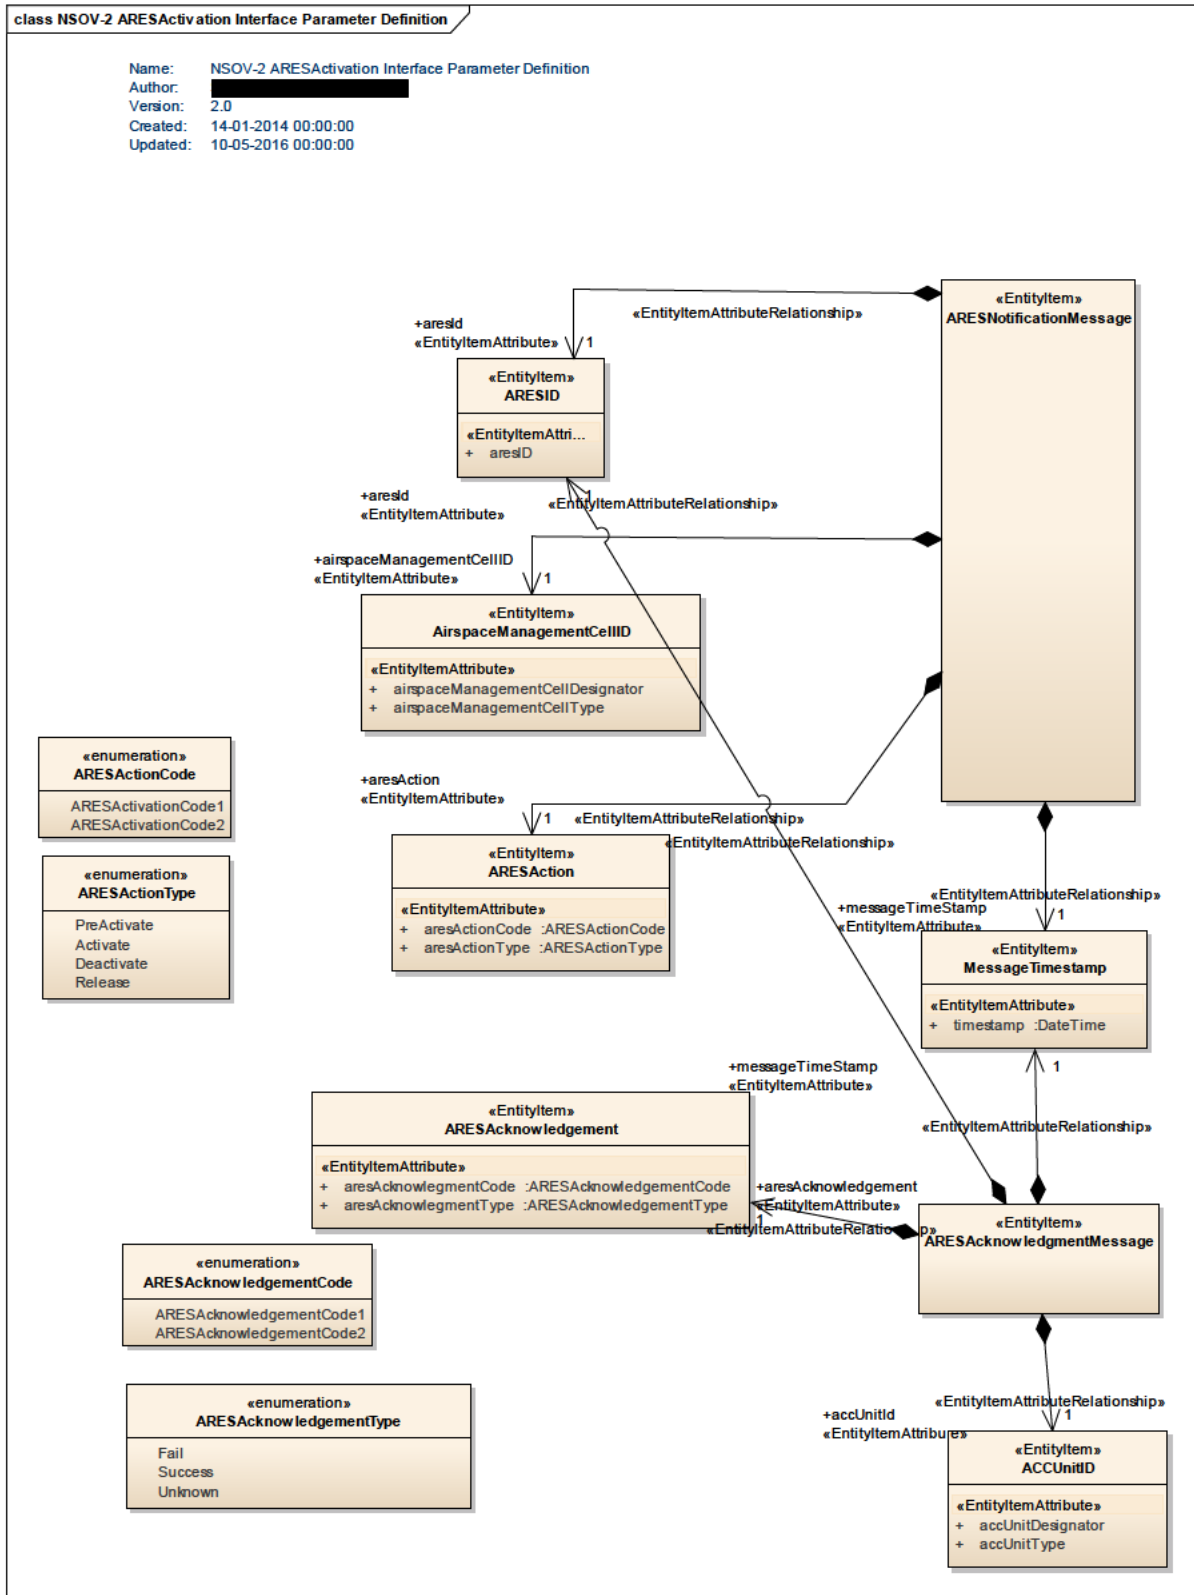 class NSOV-2 ARESActivation Interface Parameter Definition
Name: NSOV-2 ARESActivation Interface Parameter Definition
Author:
Version: 2.0
Created: 14-01-2014 00:00:00
Updated: 10-05-2016 00:00:00
«EntityItem»
ARESNotificationMessage
«EntityItemAttributeRelationship»
+aresId
«EntityItemAttribute»
1
«EntityItem»
ARESID
«EntityItemAttri...
+ aresID
1
«EntityItemAttributeRelationship»
+aresId
«EntityItemAttribute»
+airspaceManagementCellID
«EntityItemAttribute»
1
«EntityItem»
AirspaceManagementCellID
«EntityItemAttribute»
+ airspaceManagementCellDesignator
+ airspaceManagementCellType
«enumeration»
ARESActionCode
ARESActivationCode1
ARESActivationCode2
+aresAction
«EntityItemAttribute»
1
«EntityItemAttributeRelationship»
«EntityItemAttributeRelationship»
«EntityItem»
ARESAction
«EntityItemAttribute»
+ aresActionCode :ARESActionCode
+ aresActionType :ARESActionType
«enumeration»
ARESActionType
PreActivate
Activate
Deactivate
Release
«EntityItemAttributeRelationship»
+messageTimeStamp
«EntityItemAttribute»
1
«EntityItem»
MessageTimestamp
«EntityItemAttribute»
+ timestamp :DateTime
1
+messageTimeStamp
«EntityItemAttribute»
«EntityItemAttributeRelationship»
«EntityItem»
ARESAcknowledgement
«EntityItemAttribute»
+ aresAcknowlegmentCode :ARESAcknowledgementCode
+ aresAcknowlegmentType :ARESAcknowledgementType
+aresAcknowledgement
«EntityItemAttribute»
1
«EntityItemAttributeRelationship»
«EntityItem»
ARESAcknowledgmentMessage
«enumeration»
ARESAcknowledgementCode
ARESAcknowledgementCode1
ARESAcknowledgementCode2
«enumeration»
ARESAcknowledgementType
Fail
Success
Unknown
«EntityItemAttributeRelationship»
+accUnitId
«EntityItemAttribute»
1
«EntityItem»
ACCUnitID
«EntityItemAttribute»
+ accUnitDesignator
+ accUnitType